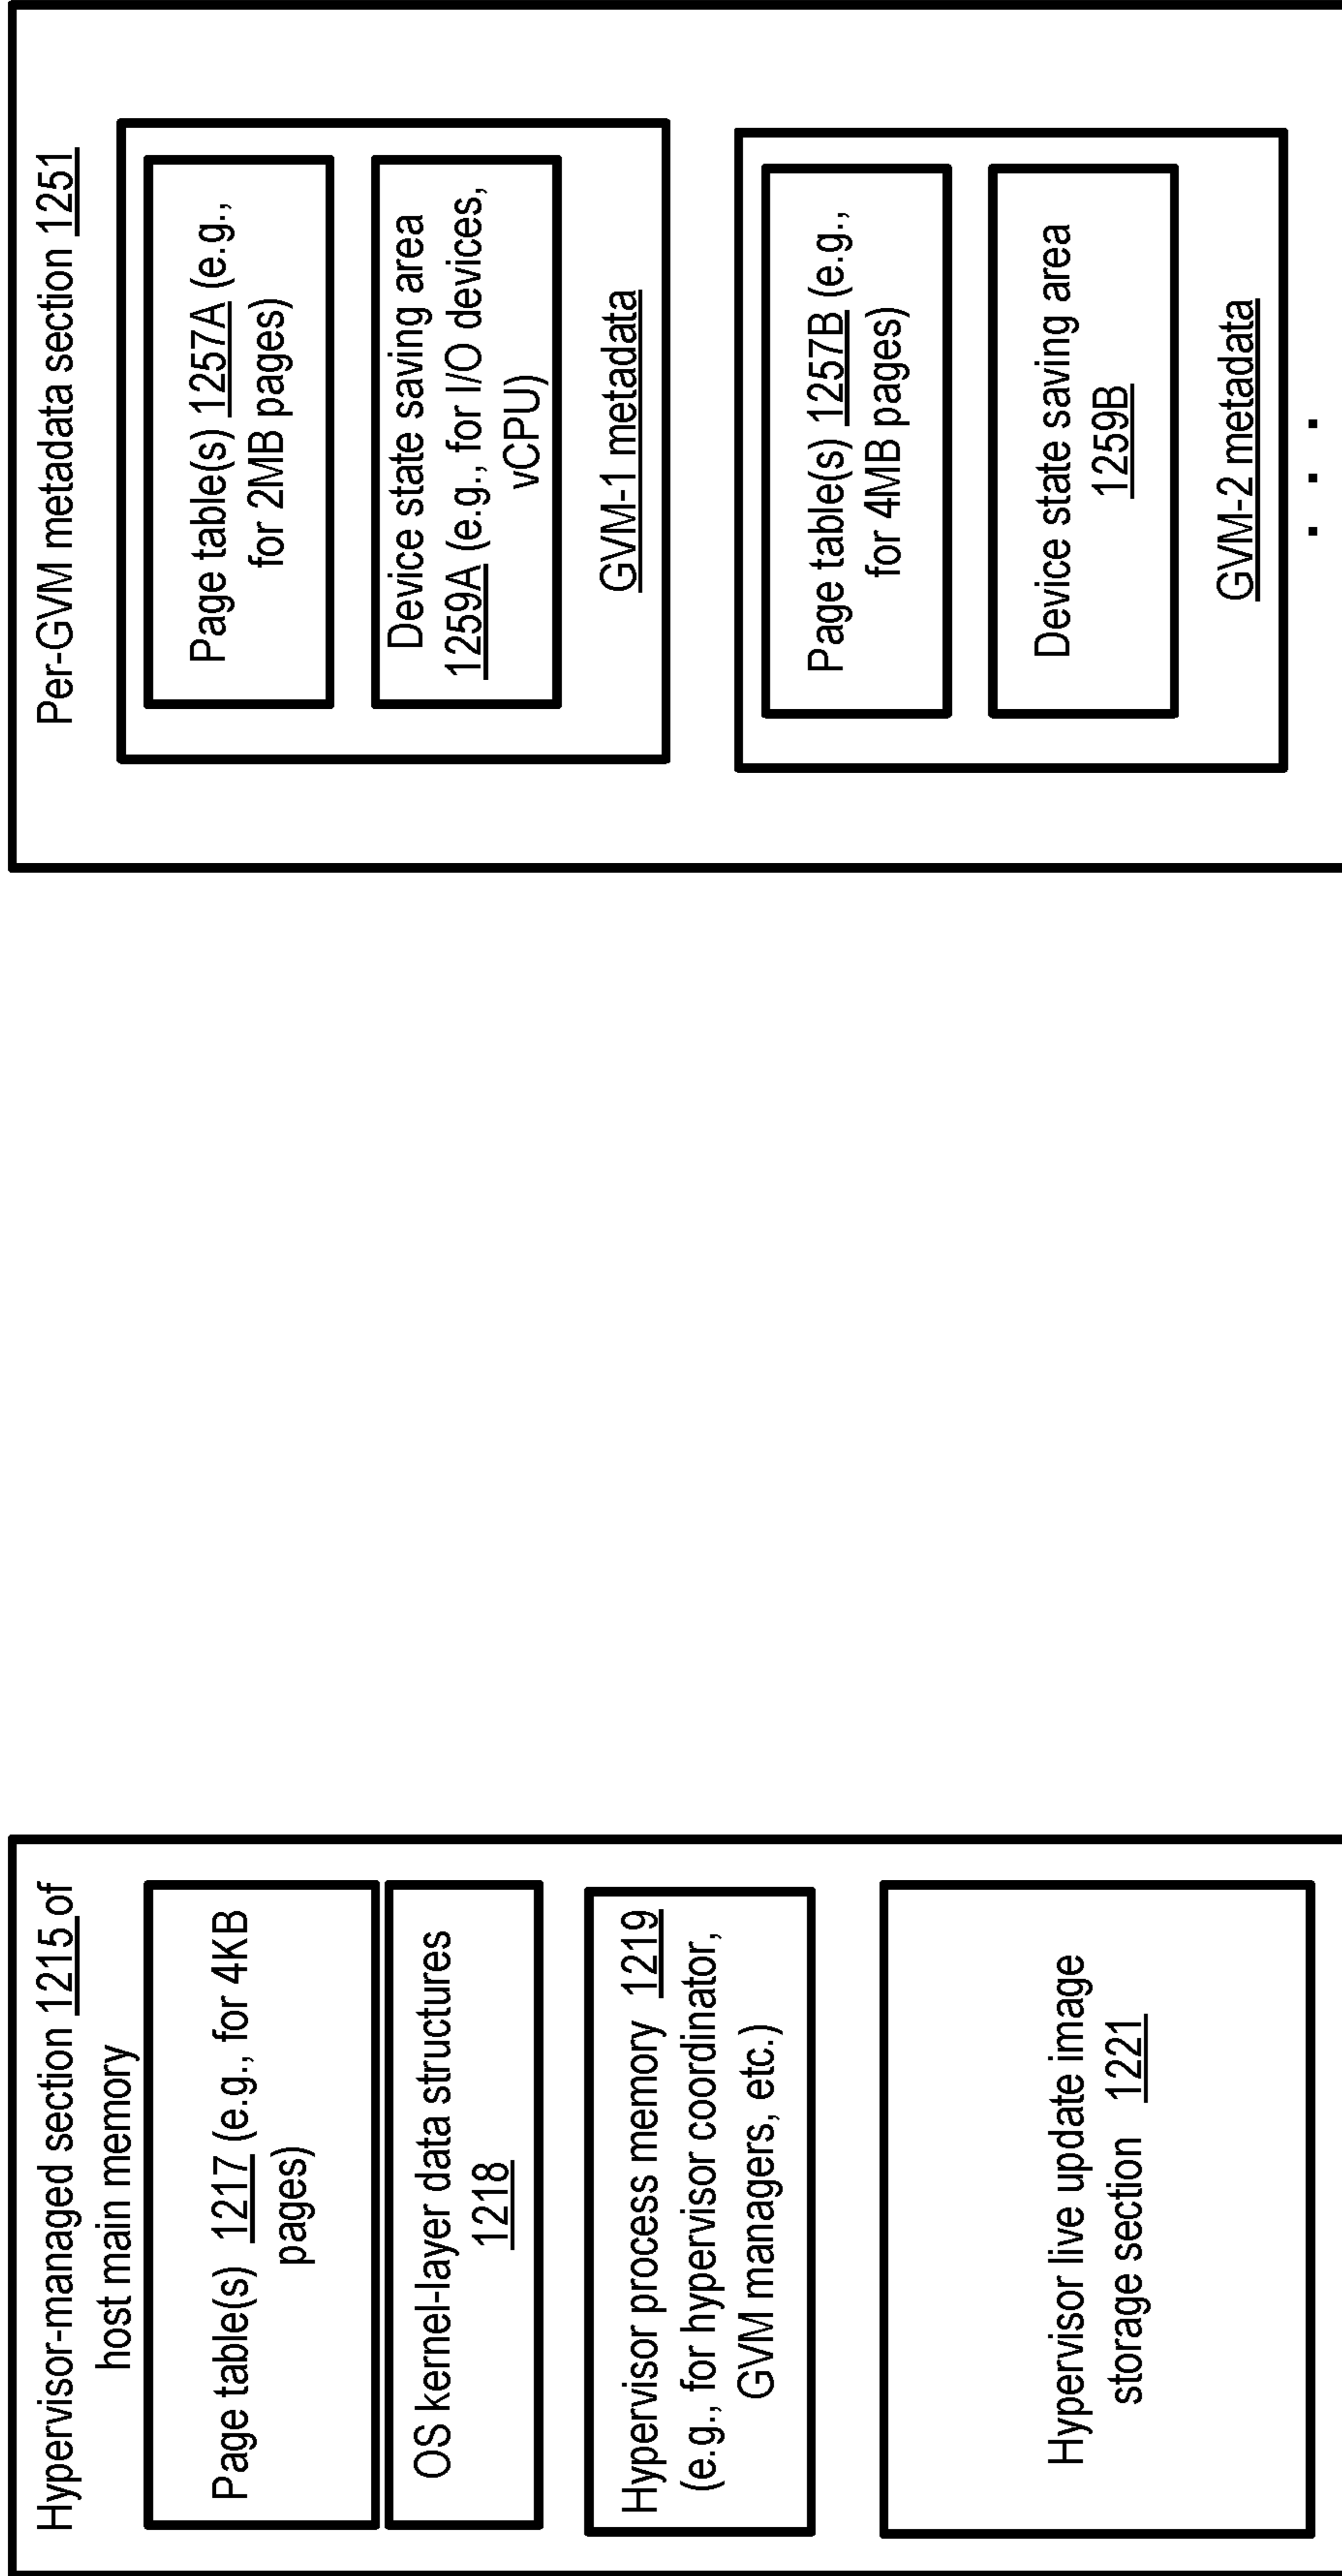 Hypervisor-managed section 1215 of
host main memory
Page table(s) 1217 (e.g., for 4KB
pages)
OS kernel-layer data structures
1218
Hypervisor process memory 1219
(e.g., for hypervisor coordinator,
GVM managers, etc.)
Hypervisor live update image
storage section 1221
Per-GVM metadata section 1251
Page table(s) 1257A (e.g.,
for 2MB pages)
Device state saving area
1259A (e.g., for I/O devices,
vCPU)
GVM-1 metadata
Page table(s) 1257B (e.g.,
for 4MB pages)
Device state saving area
1259B
GVM-2 metadata
. . .